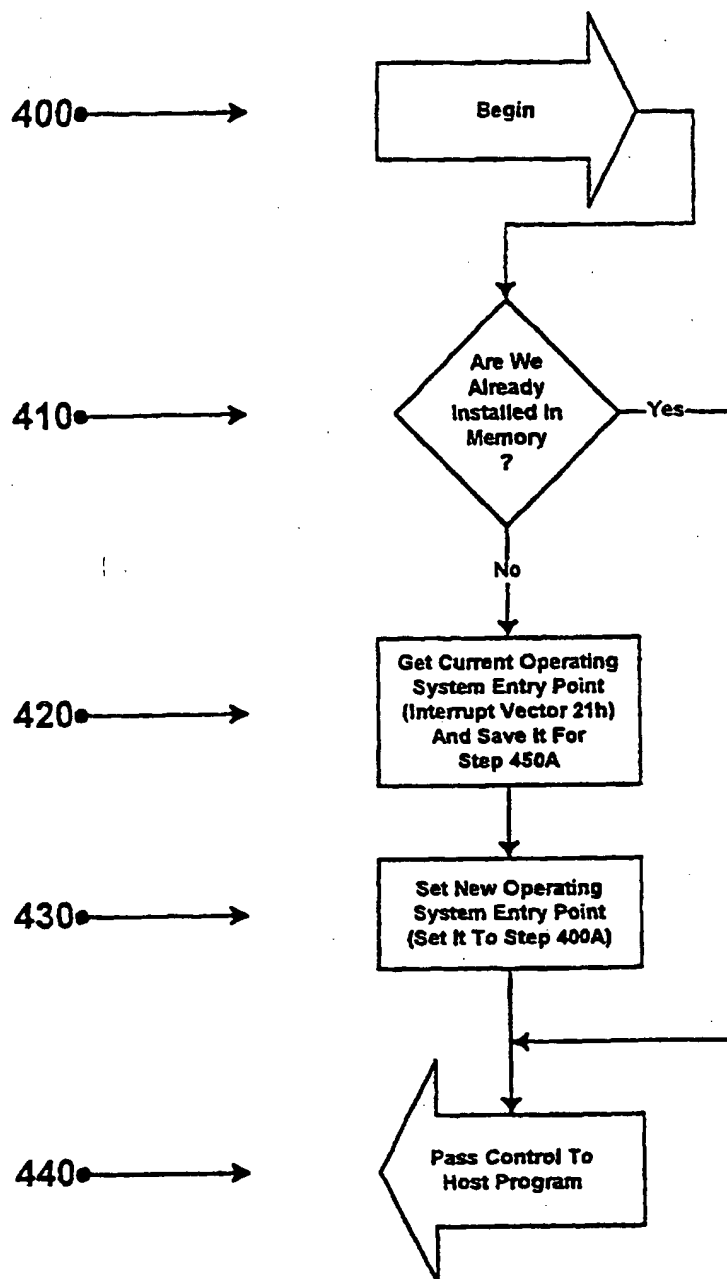 400
Begin
410
Are We
Already
Installed In
Memory
?
Yes
No
420
Get Current Operating
System Entry Point
(Interrupt Vector 21h)
And Save It For
Step 450A
430
Set New Operating
System Entry Point
(Set It To Step 400A)
440
Pass Control To
Host Program